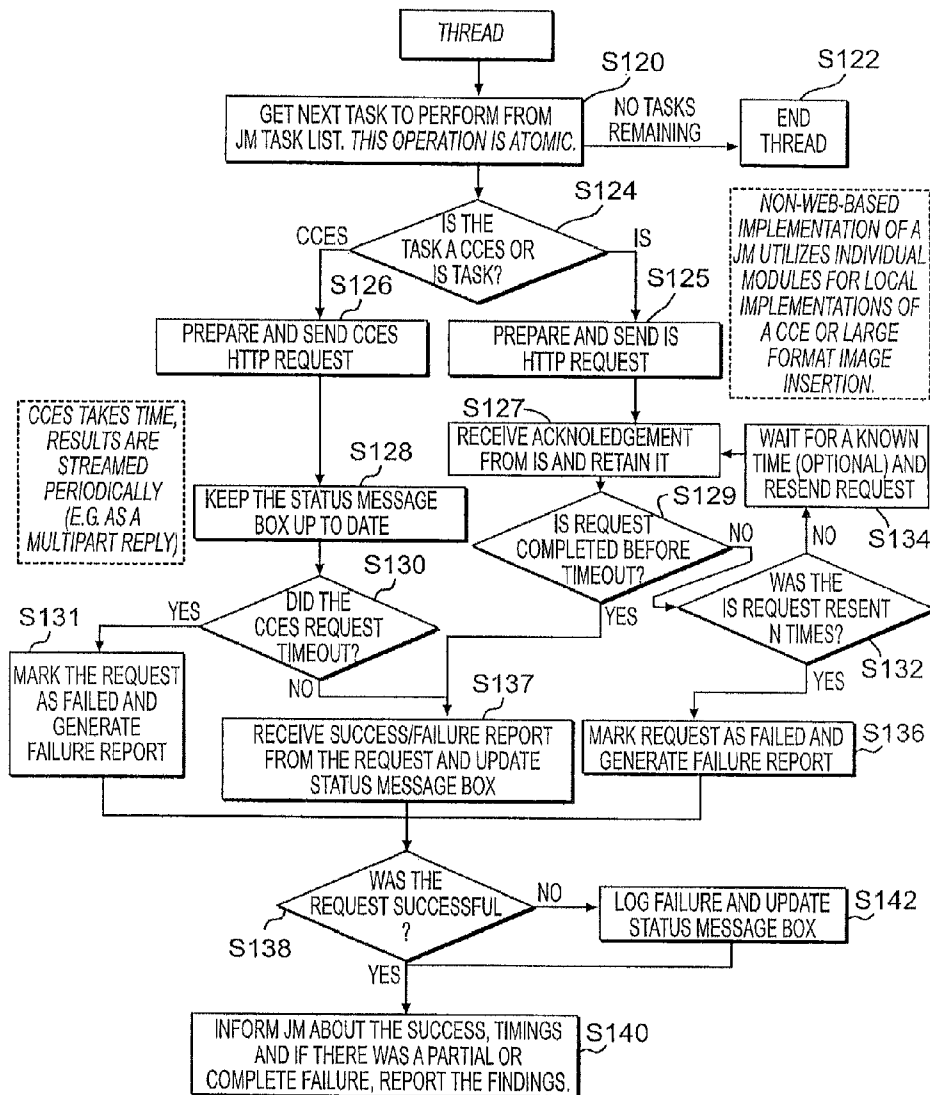 THREAD
S120
GET NEXT TASK TO PERFORM FROM
JM TASK LIST. THIS OPERATION IS ATOMIC.
NO TASKS
REMAINING
S122
END
THREAD
S124
IS THE
TASK A CCES OR
IS TASK?
CCES
IS
NON-WEB-BASED
IMPLEMENTATION OF A
JM UTILIZES INDIVIDUAL
MODULES FOR LOCAL
IMPLEMENTATIONS OF
A CCE OR LARGE
FORMAT IMAGE
INSERTION.
S126
PREPARE AND SEND CCES
HTTP REQUEST
S125
PREPARE AND SEND IS
HTTP REQUEST
CCES TAKES TIME,
RESULTS ARE
STREAMED
PERIODICALLY
(E.G. AS A
MULTIPART REPLY)
S127
RECEIVE ACKNOLEDGEMENT
FROM IS AND RETAIN IT
WAIT FOR A KNOWN
TIME (OPTIONAL) AND
RESEND REQUEST
S134
S128
KEEP THE STATUS MESSAGE
BOX UP TO DATE
S129
IS REQUEST
COMPLETED BEFORE
TIMEOUT?
NO
YES
NO
WAS THE
IS REQUEST RESENT
N TIMES?
S132
YES
S130
DID THE
CCES REQUEST
TIMEOUT?
YES
NO
S131
MARK THE REQUEST
AS FAILED AND
GENERATE
FAILURE REPORT
S137
RECEIVE SUCCESS/FAILURE REPORT
FROM THE REQUEST AND UPDATE
STATUS MESSAGE BOX
MARK REQUEST AS FAILED AND
GENERATE FAILURE REPORT
S136
WAS THE
REQUEST SUCCESSFUL
?
S138
NO
YES
LOG FAILURE AND UPDATE
STATUS MESSAGE BOX
S142
INFORM JM ABOUT THE SUCCESS, TIMINGS
AND IF THERE WAS A PARTIAL OR
COMPLETE FAILURE, REPORT THE FINDINGS.
S140